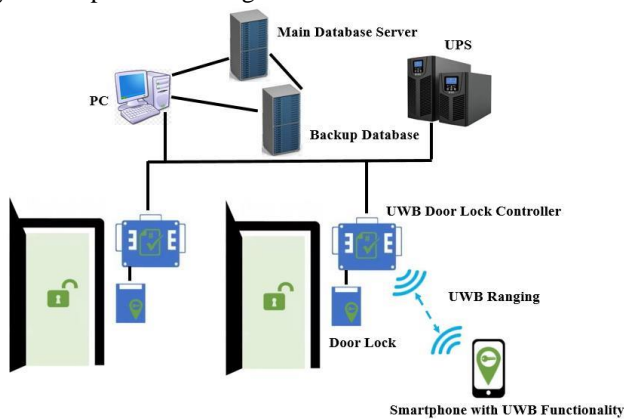 Main Database Server
UPS
PC
Backup Database
UWB Door Lock Controller
UWB Ranging
Door Lock
Smartphone with UWB Functionality